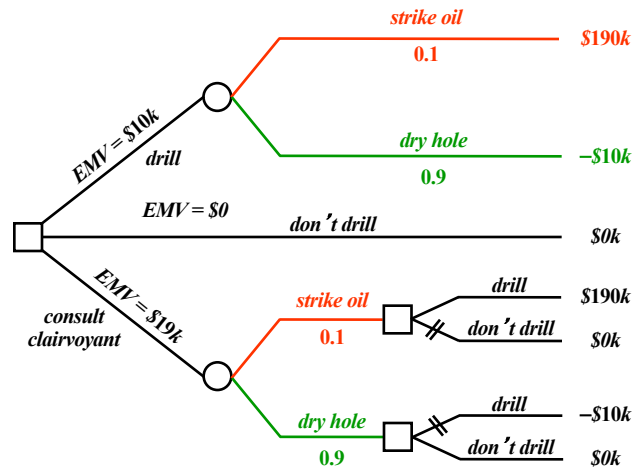 strike oil
$190k
0.1
EMV = $10k
drill
dry hole
−$10k
0.9
EMV = $0
don't drill
$0k
EMV = $19k
consult
clairvoyant
strike oil
0.1
drill
$190k
don't drill
$0k
dry hole
0.9
drill
−$10k
don't drill
$0k